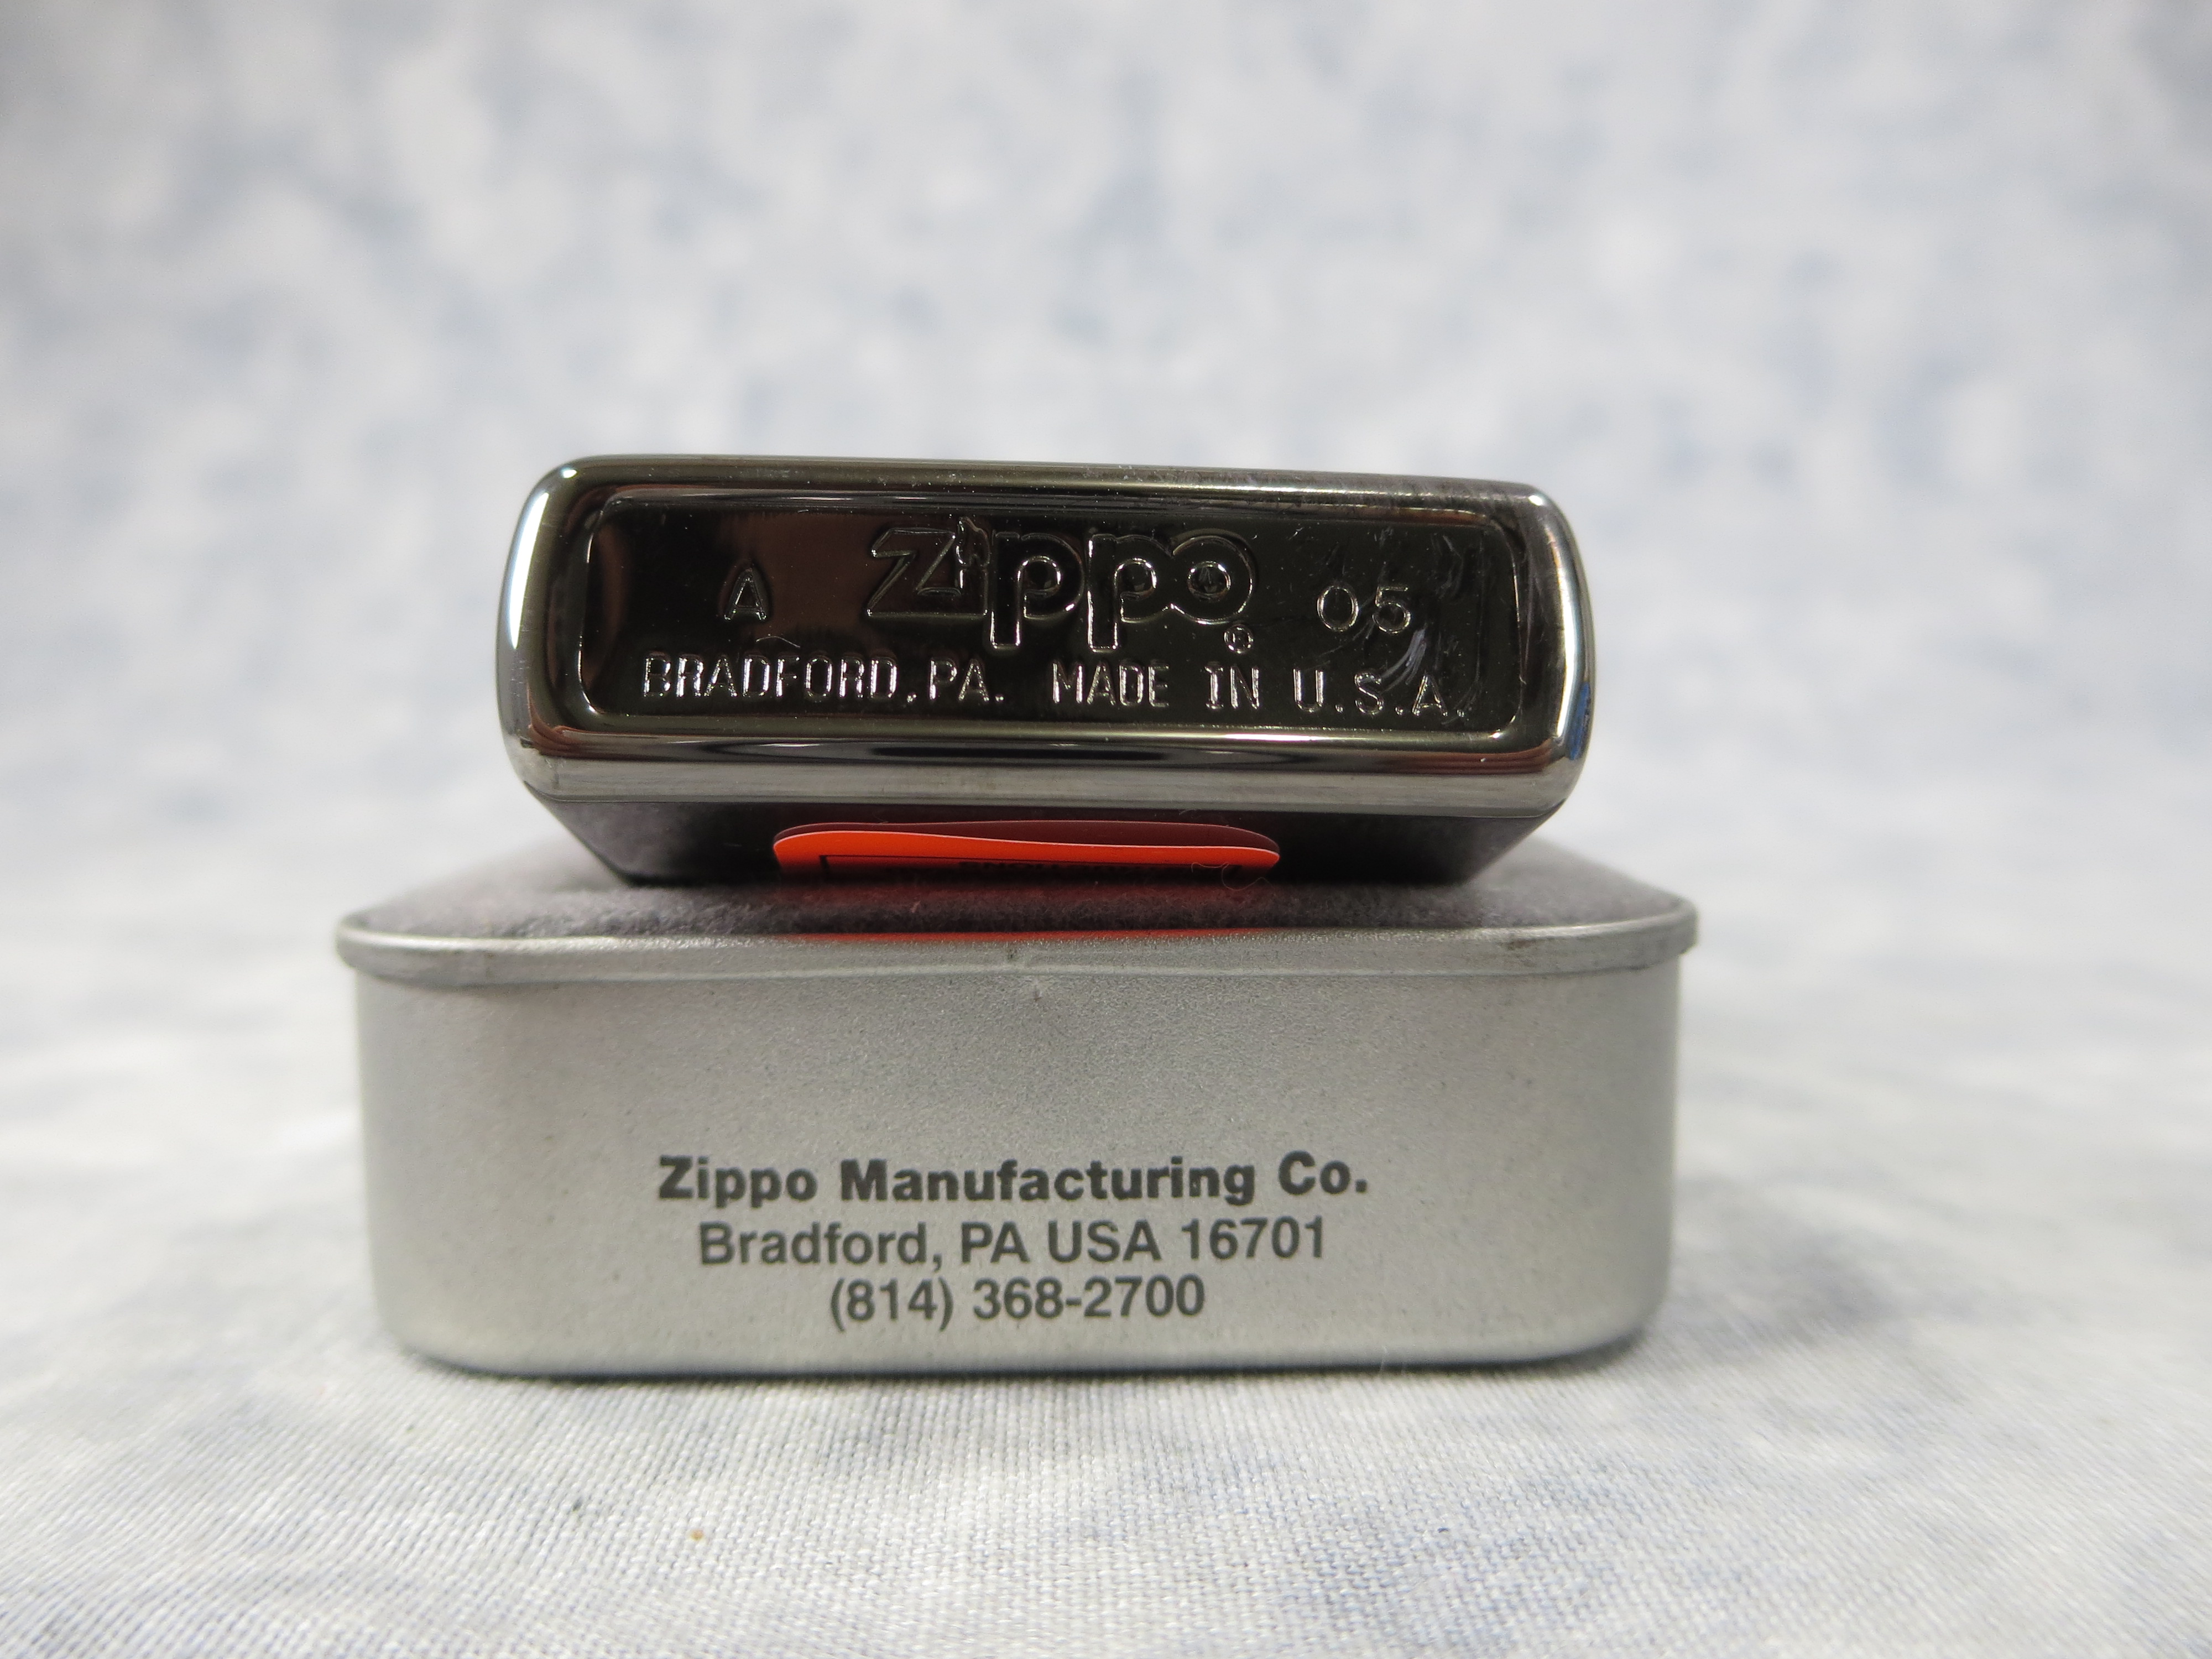 A Zippo® 05
BRADFORD, PA. MADE IN U.S.A.
Zippo Manufacturing Co.
Bradford, PA USA 16701
(814) 368-2700